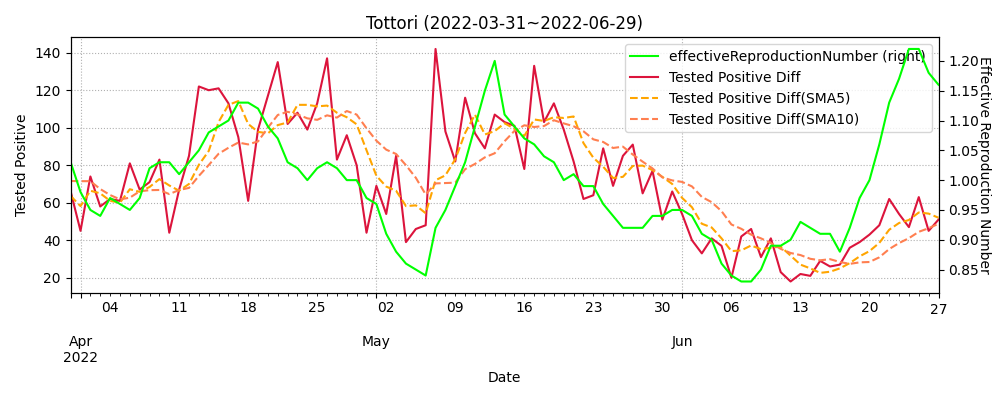 Tottori (2022-03-31~2022-06-29)
effectiveReproductionNumber (right)
Tested Positive Diff
Tested Positive Diff(SMA5)
Tested Positive Diff(SMA10)
Tested Positive
140
120
100
80
60
40
20
1.20
1.15
1.10
1.05
1.00
0.95
0.90
0.85
Effective Reproduction Number
04 11 18 25 02 09 16 23 30 06 13 20 27
Apr May Jun
2022
Date